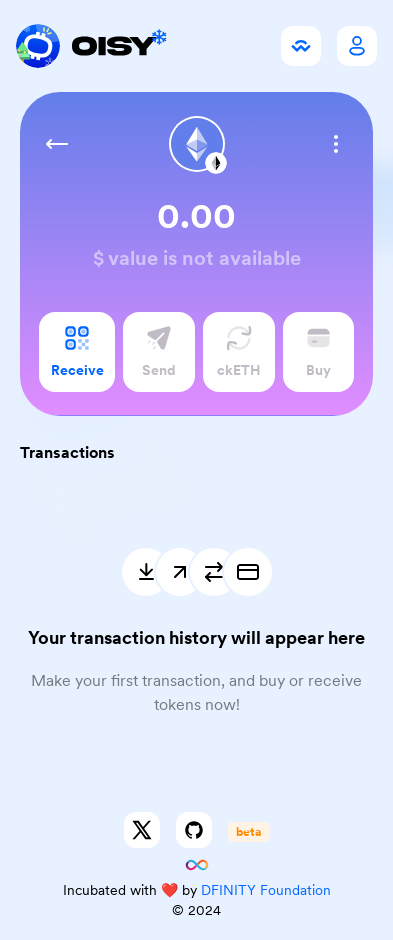 OISY
0.00
$ value is not available
Receive
Send
ckETH
Buy
Transactions
Your transaction history will appear here
Make your first transaction, and buy or receive
tokens now!
beta
Incubated with ❤️ by DFINITY Foundation
© 2024